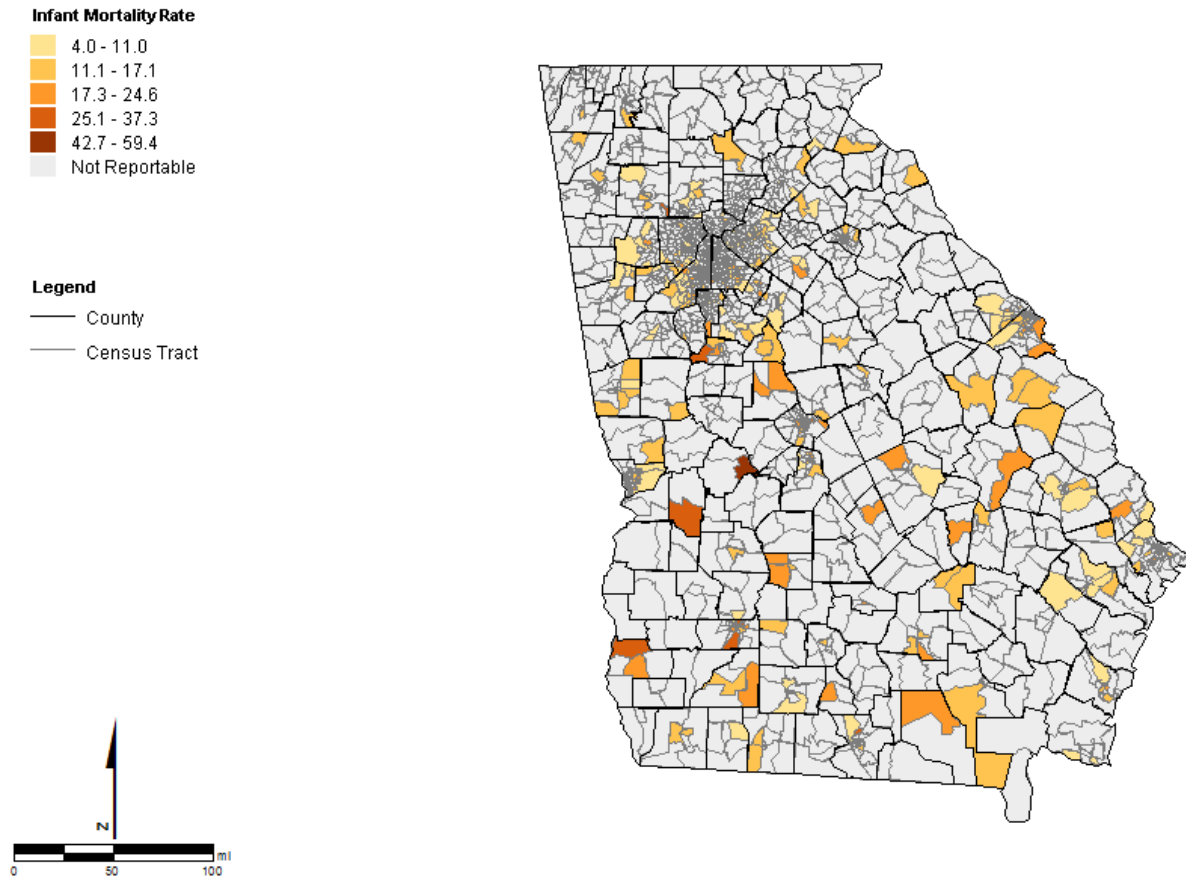 Infant Mortality Rate
4.0 - 11.0
11.1 - 17.1
17.3 - 24.6
25.1 - 37.3
42.7 - 59.4
Not Reportable
Legend
County
Census Tract
N
mi
0 50 100